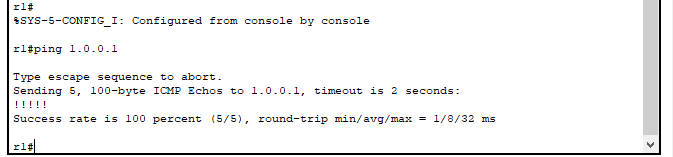 r1#
%SYS-5-CONFIG_I: Configured from console by console
r1#ping 1.0.0.1
Type escape sequence to abort.
Sending 5, 100-byte ICMP Echos to 1.0.0.1, timeout is 2 seconds:
!!!!!
Success rate is 100 percent (5/5), round-trip min/avg/max = 1/8/32 ms
r1#